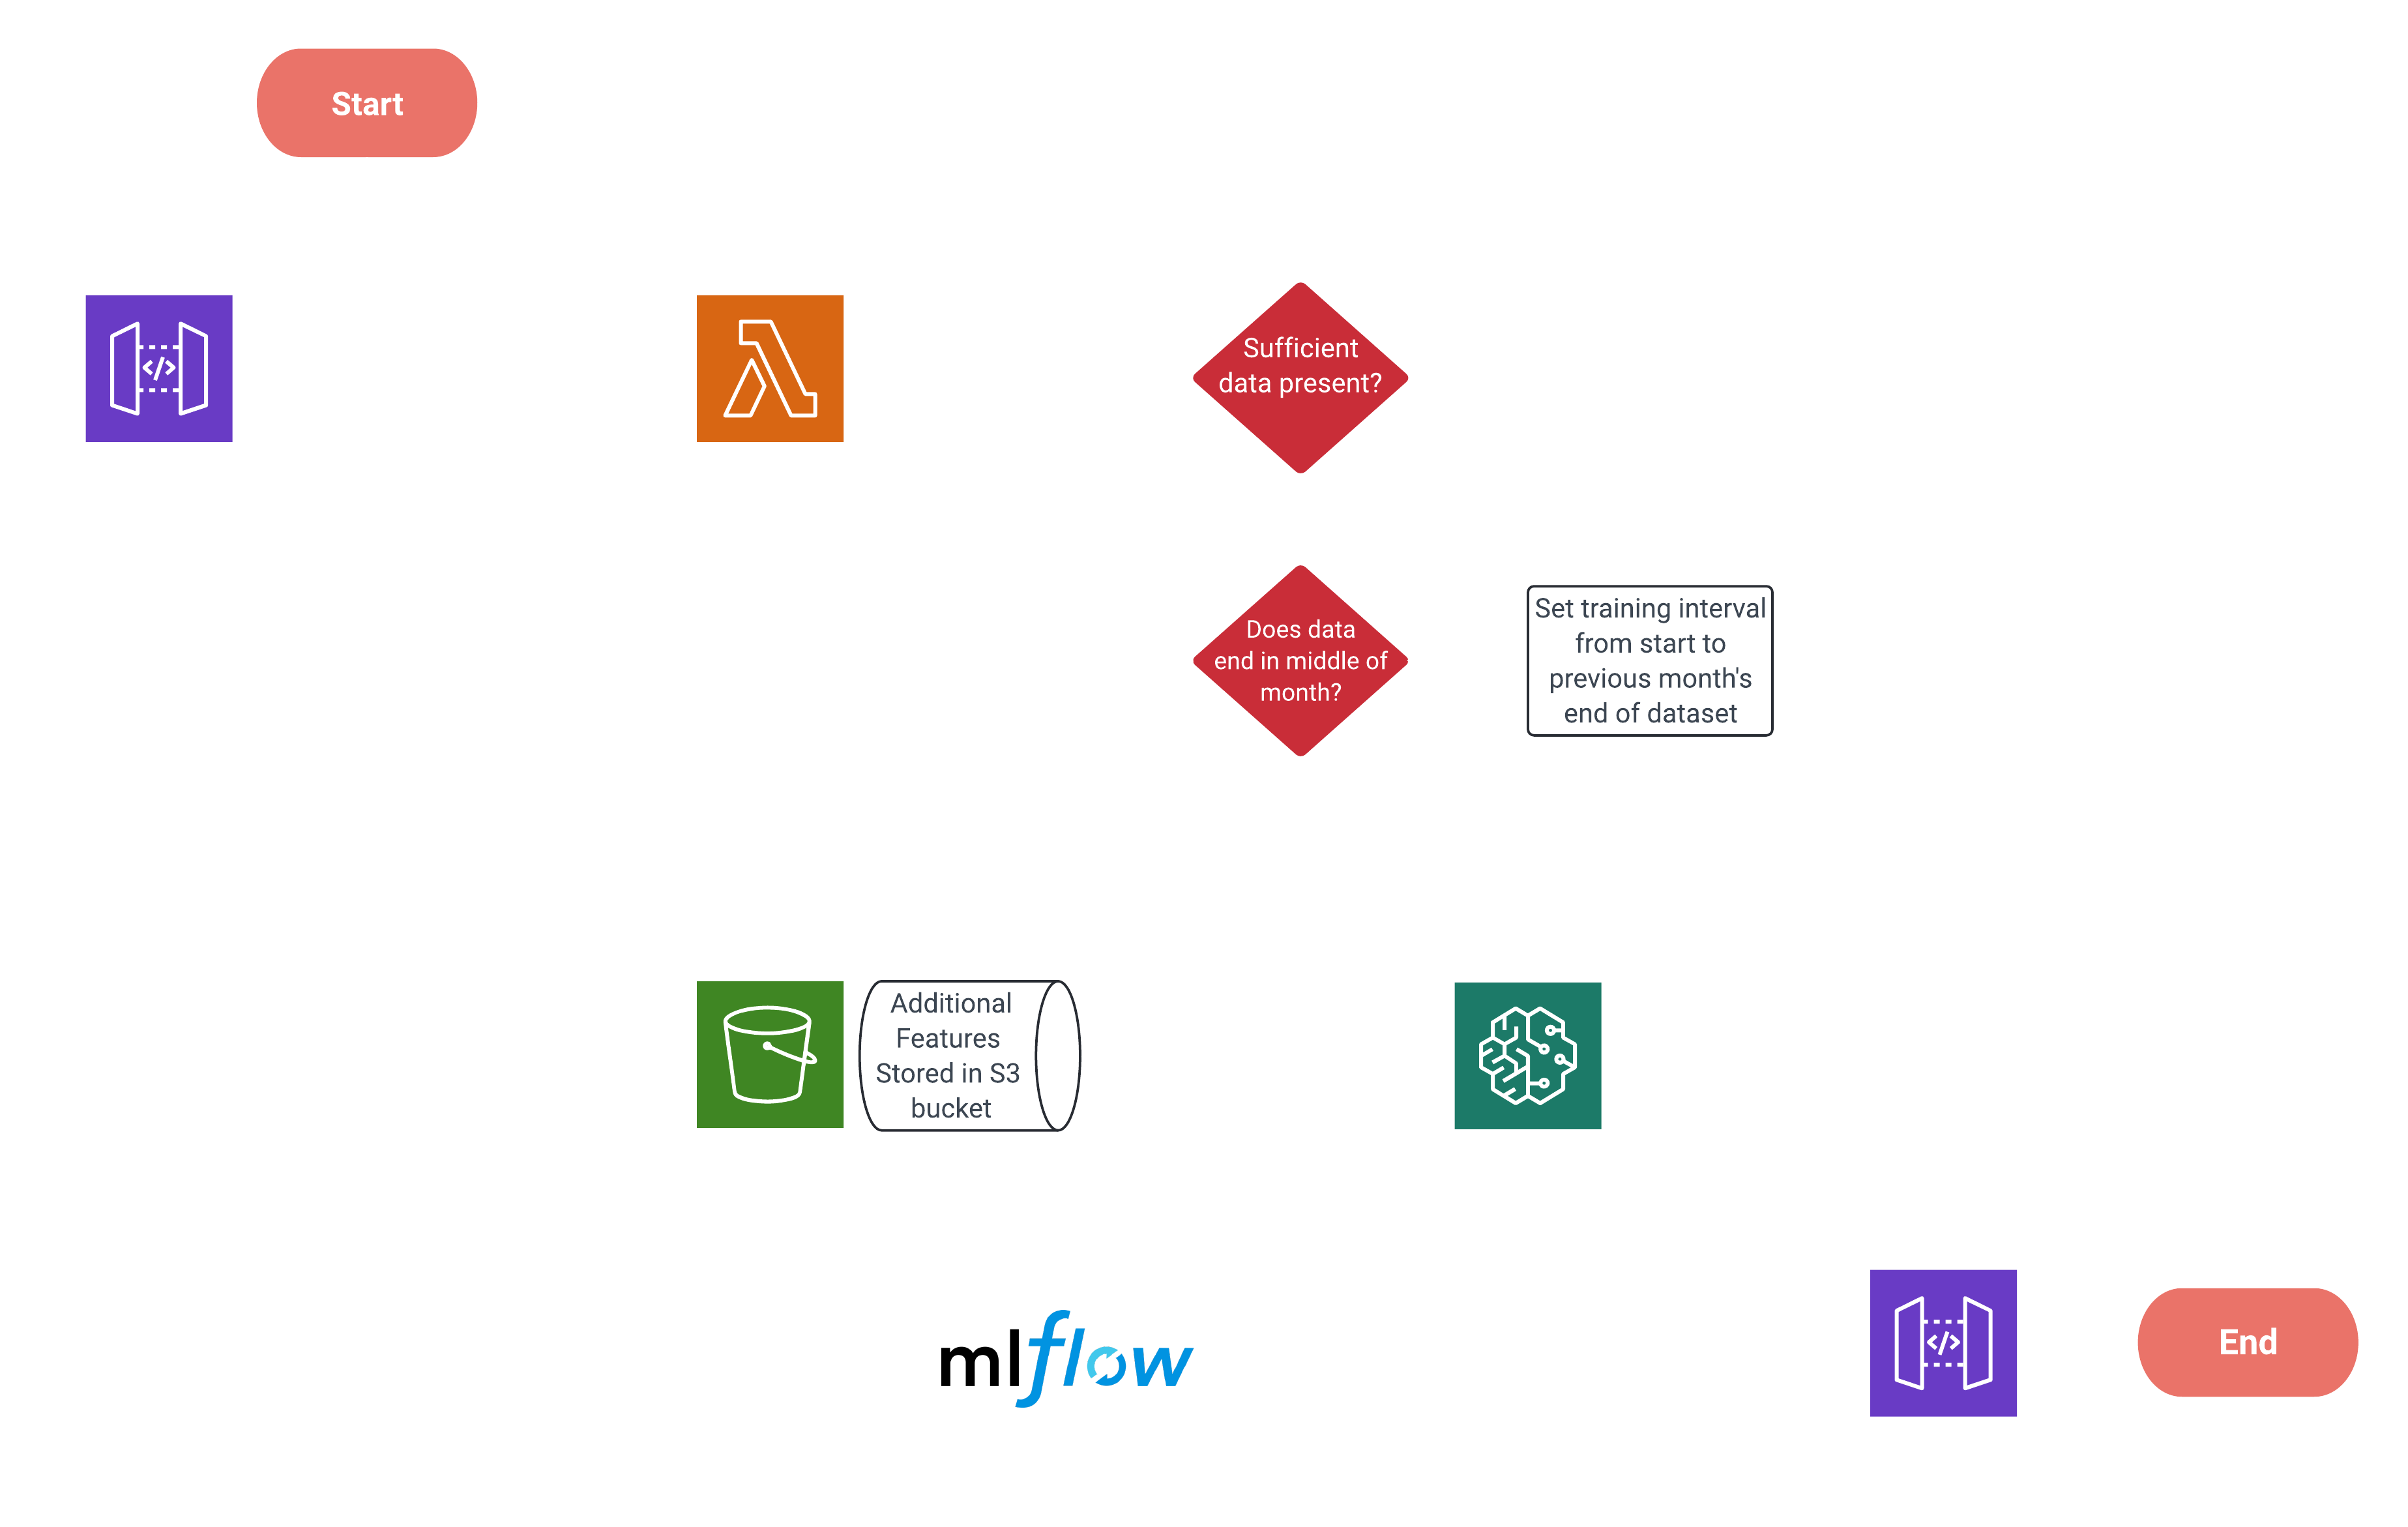 Start
Sufficient
data present?
Does data
end in middle of
month?
Set training interval
from start to
previous month's
end of dataset
Additional
Features
Stored in S3
bucket
mlflow
End